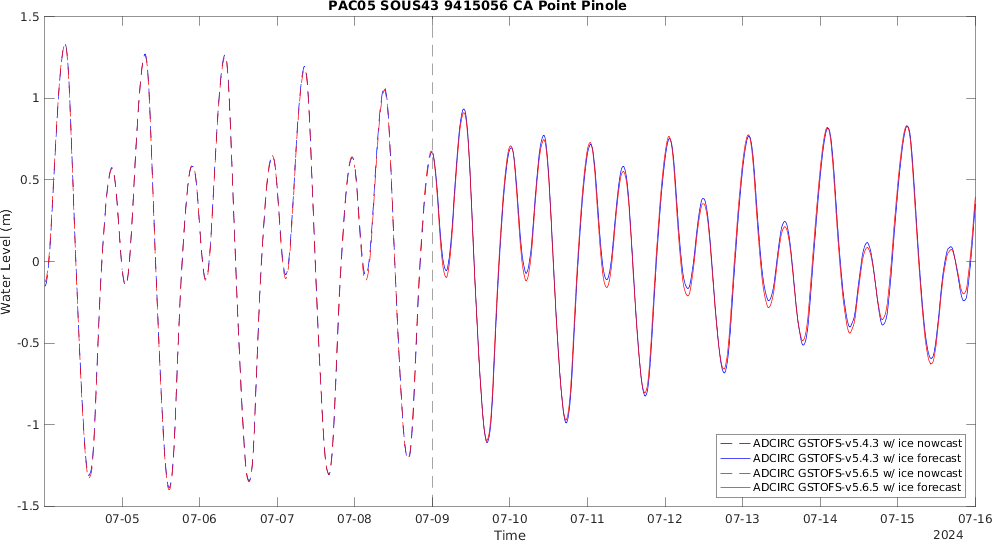 PAC05 SOUS43 9415056 CA Point Pinole
1.5
1
0.5
0
-0.5
-1
-1.5
Water Level (m)
07-05
07-06
07-07
07-08
07-09
07-10
07-11
07-12
07-13
07-14
07-15
07-16
Time
2024
ADCIRC GSTOFS-v5.4.3 w/ ice nowcast
ADCIRC GSTOFS-v5.4.3 w/ ice forecast
ADCIRC GSTOFS-v5.6.5 w/ ice nowcast
ADCIRC GSTOFS-v5.6.5 w/ ice forecast